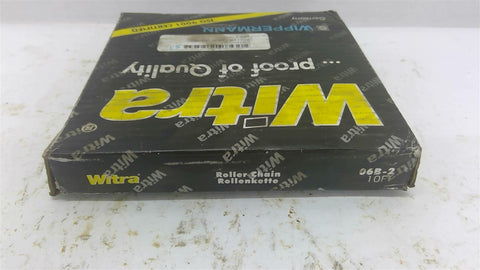 Witra®
... proof of Quality
WIPPERMANN
Germany
ISO 9001 CERTIFIED
Witra
Roller Chain
Rollenkette
06B-2
10FT